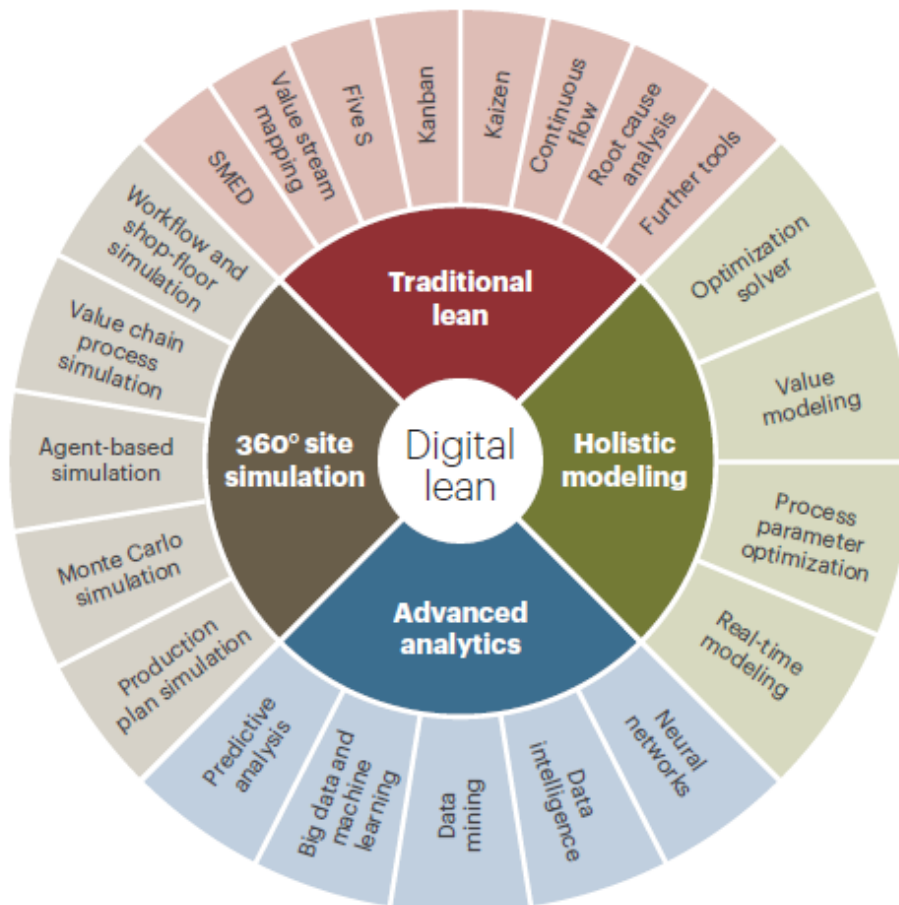 SMED
Value stream
mapping
Five S
Kanban
Kaizen
Continuous
flow
Root cause
analysis
Further tools
Optimization
solver
Value
modeling
Process
parameter
optimization
Real-time
modeling
Neural
networks
Data
intelligence
Data
mining
Big data and
machine
learning
Predictive
analysis
Production
plan simulation
Monte Carlo
simulation
Agent-based
simulation
Value chain
process
simulation
Workflow and
shop-floor
simulation
Traditional
lean
Holistic
modeling
Advanced
analytics
360° site
simulation
Digital
lean